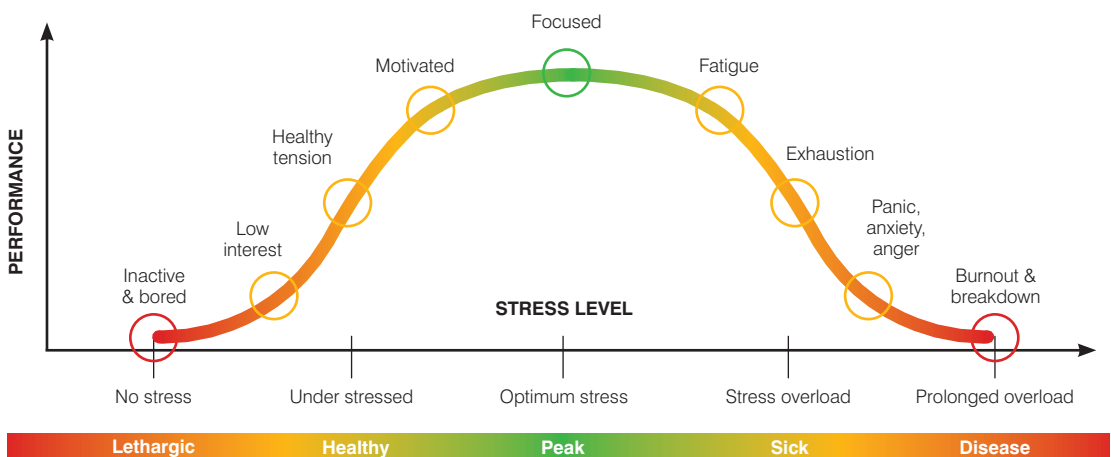 Focused
Motivated
Fatigue
Healthy
tension
Exhaustion
Low
interest
Panic,
anxiety,
anger
Inactive
& bored
Burnout &
breakdown
PERFORMANCE
STRESS LEVEL
No stress
Under stressed
Optimum stress
Stress overload
Prolonged overload
Lethargic
Healthy
Peak
Sick
Disease